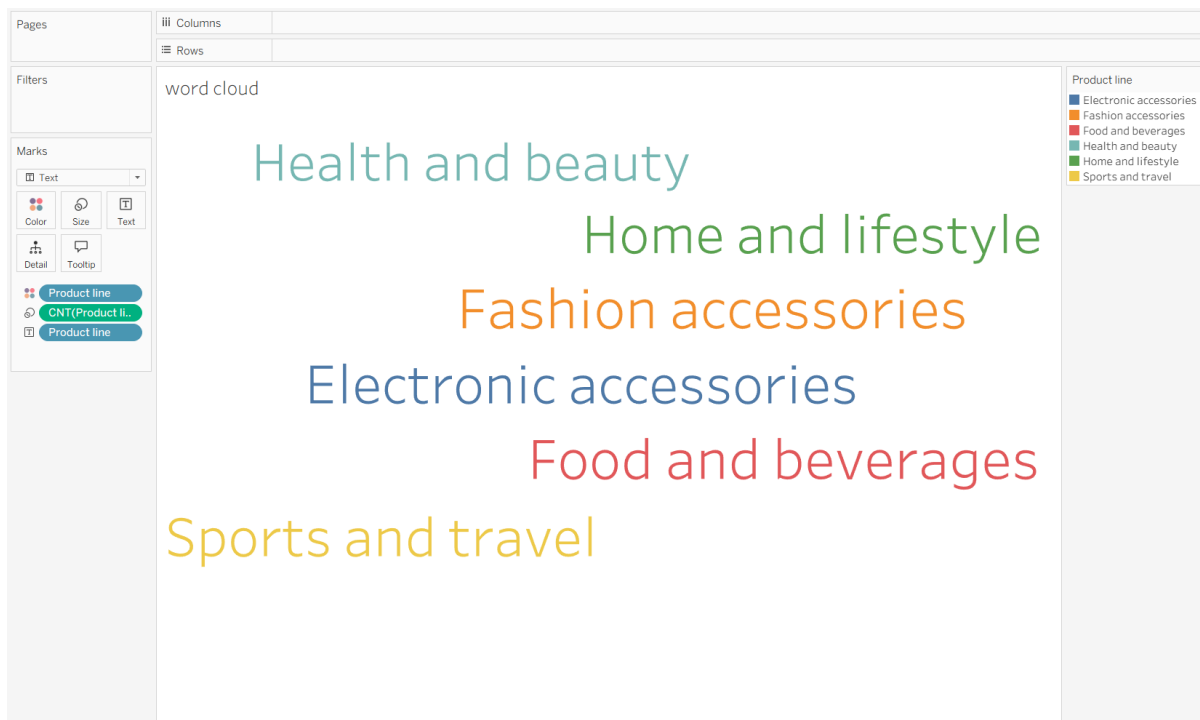 Pages
Columns
Rows
Filters
Marks
Text
Color
Size
Text
Detail
Tooltip
Product line
CNT(Product li..
Product line
word cloud
Health and beauty
Home and lifestyle
Fashion accessories
Electronic accessories
Food and beverages
Sports and travel
Product line
Electronic accessories
Fashion accessories
Food and beverages
Health and beauty
Home and lifestyle
Sports and travel